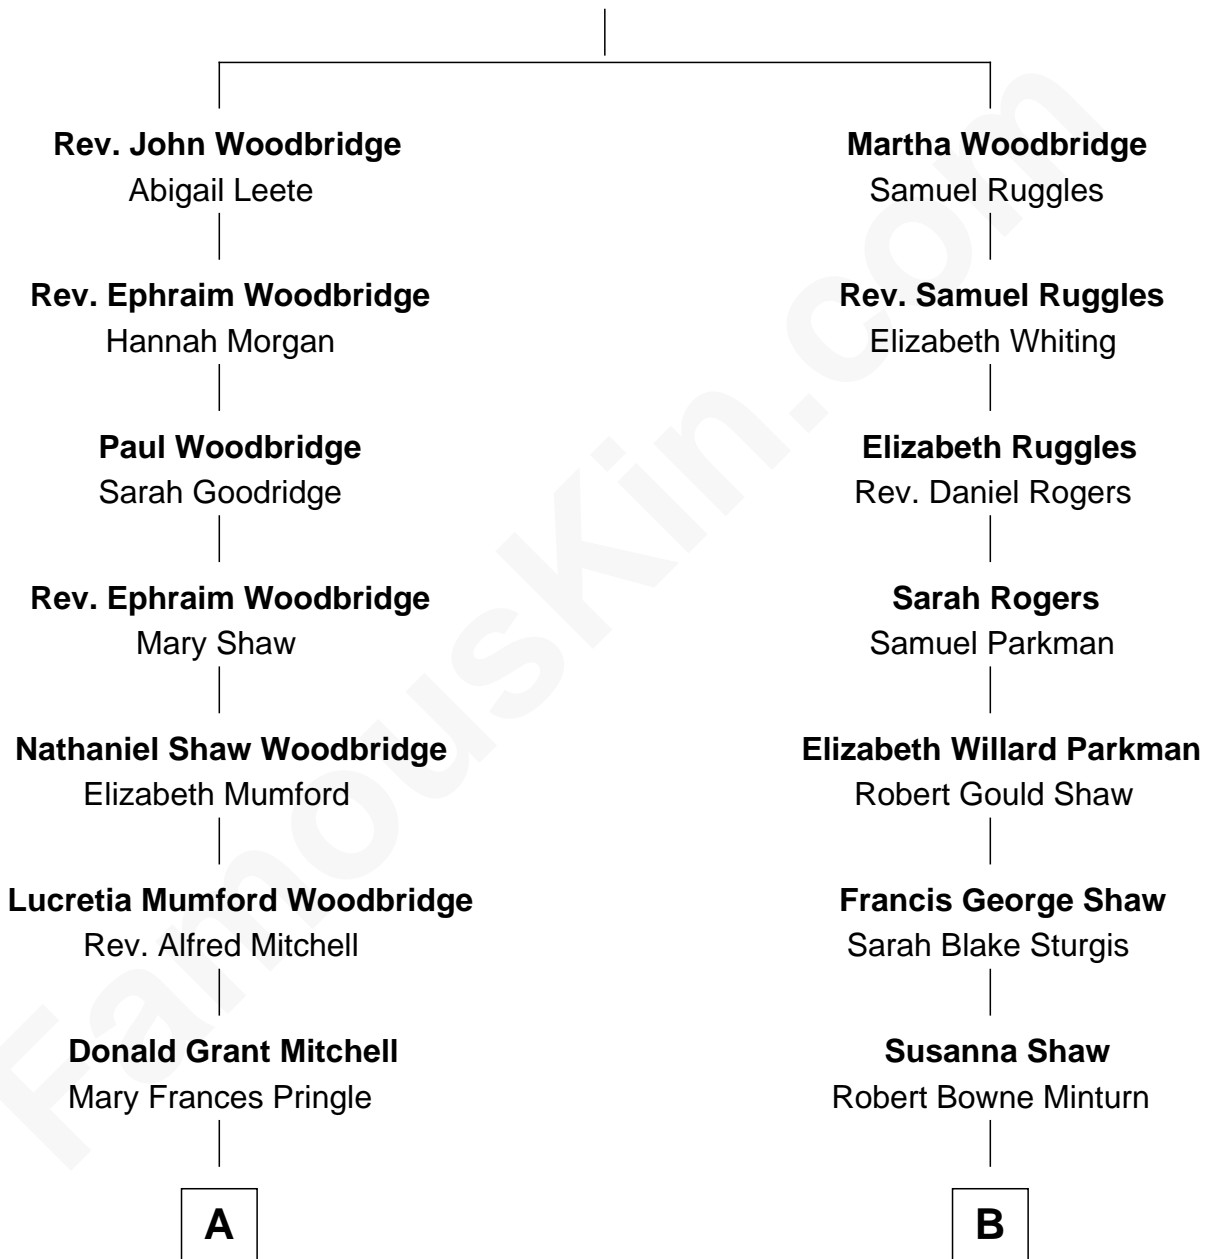 Rev. John Woodbridge
Abigail Leete
Rev. Ephraim Woodbridge
Hannah Morgan
Paul Woodbridge
Sarah Goodridge
Rev. Ephraim Woodbridge
Mary Shaw
Nathaniel Shaw Woodbridge
Elizabeth Mumford
Lucretia Mumford Woodbridge
Rev. Alfred Mitchell
Donald Grant Mitchell
Mary Frances Pringle
A
Martha Woodbridge
Samuel Ruggles
Rev. Samuel Ruggles
Elizabeth Whiting
Elizabeth Ruggles
Rev. Daniel Rogers
Sarah Rogers
Samuel Parkman
Elizabeth Willard Parkman
Robert Gould Shaw
Francis George Shaw
Sarah Blake Sturgis
Susanna Shaw
Robert Bowne Minturn
B
FamousKin.com